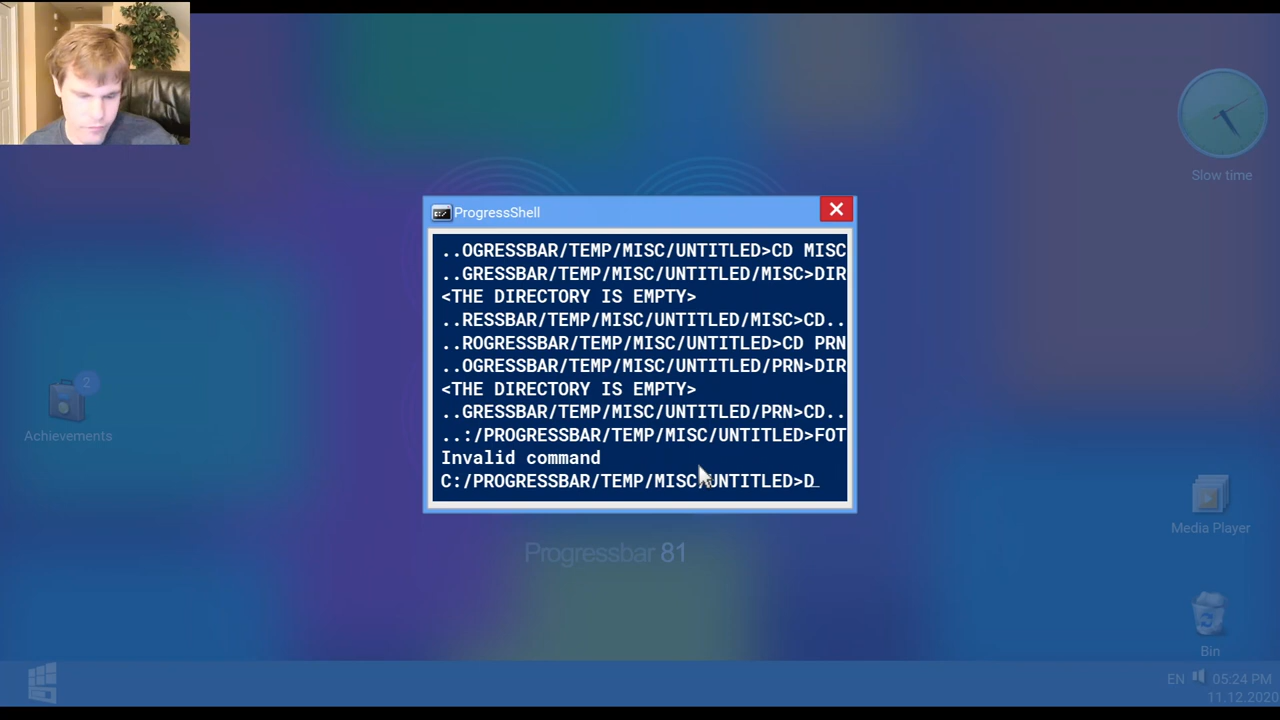 Slow time
ProgressShell
..OGRESSBAR/TEMP/MISC/UNTITLED>CD MISC
..GRESSBAR/TEMP/MISC/UNTITLED/MISC>DIR
<THE DIRECTORY IS EMPTY>
..RESSBAR/TEMP/MISC/UNTITLED/MISC>CD..
..ROGRESSBAR/TEMP/MISC/UNTITLED>CD PRN
..OGRESSBAR/TEMP/MISC/UNTITLED/PRN>DIR
<THE DIRECTORY IS EMPTY>
..GRESSBAR/TEMP/MISC/UNTITLED/PRN>CD..
..:/PROGRESSBAR/TEMP/MISC/UNTITLED>FOT
Invalid command
C:/PROGRESSBAR/TEMP/MISC/UNTITLED>D_
2
Achievements
Media Player
Progressbar 81
Bin
EN 05:24 PM
11.12.2020